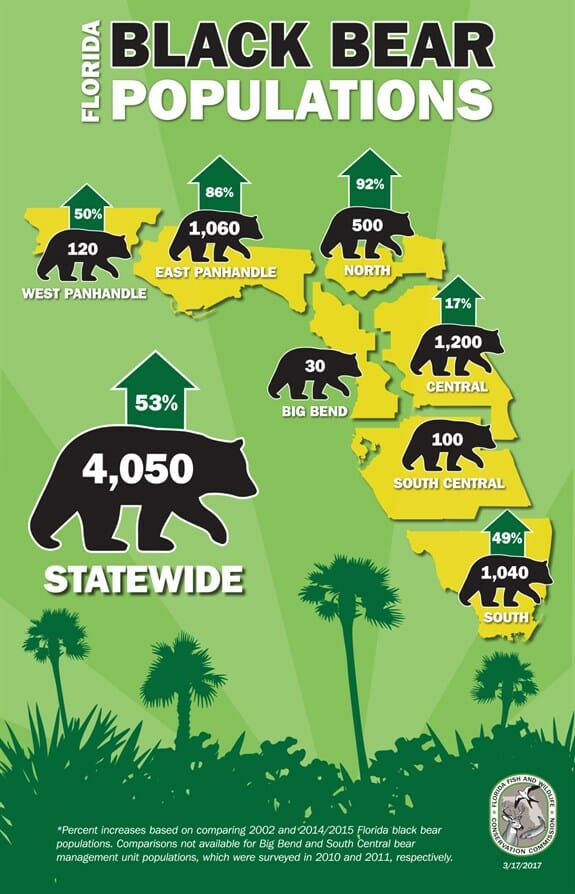 FLORIDA
BLACK BEAR
POPULATIONS
50%
120
WEST PANHANDLE
86%
1,060
EAST PANHANDLE
92%
500
NORTH
17%
1,200
CENTRAL
30
BIG BEND
100
SOUTH CENTRAL
49%
1,040
SOUTH
53%
4,050
STATEWIDE
*Percent increases based on comparing 2002 and 2014/2015 Florida black bear
populations. Comparisons not available for Big Bend and South Central bear
management unit populations, which were surveyed in 2010 and 2011, respectively.
FLORIDA FISH AND WILDLIFE
CONSERVATION COMMISSION
3/17/2017